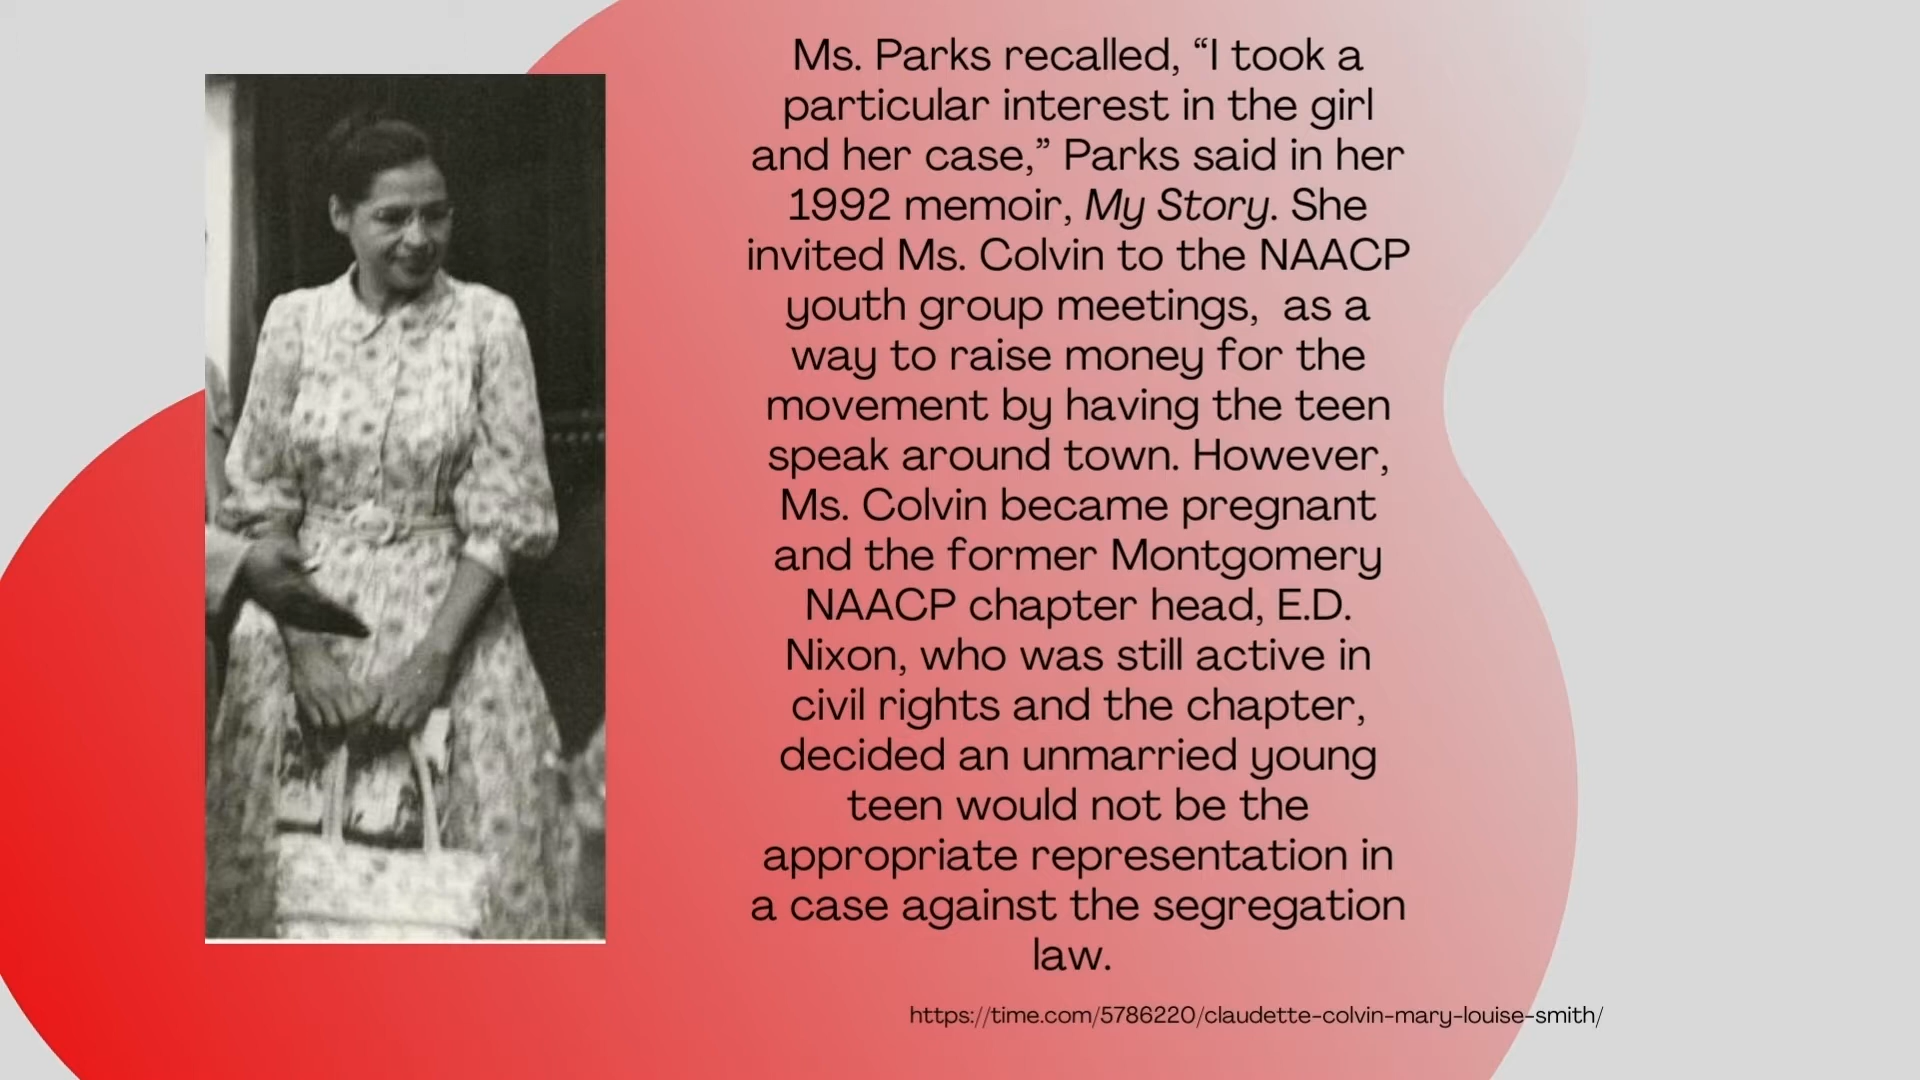 Ms. Parks recalled, “I took a
particular interest in the girl
and her case,” Parks said in her
1992 memoir, My Story. She
invited Ms. Colvin to the NAACP
youth group meetings,  as a
way to raise money for the
movement by having the teen
speak around town. However,
Ms. Colvin became pregnant
and the former Montgomery
NAACP chapter head, E.D.
Nixon, who was still active in
civil rights and the chapter,
decided an unmarried young
teen would not be the
appropriate representation in
a case against the segregation
law.
https://time.com/5786220/claudette-colvin-mary-louise-smith/